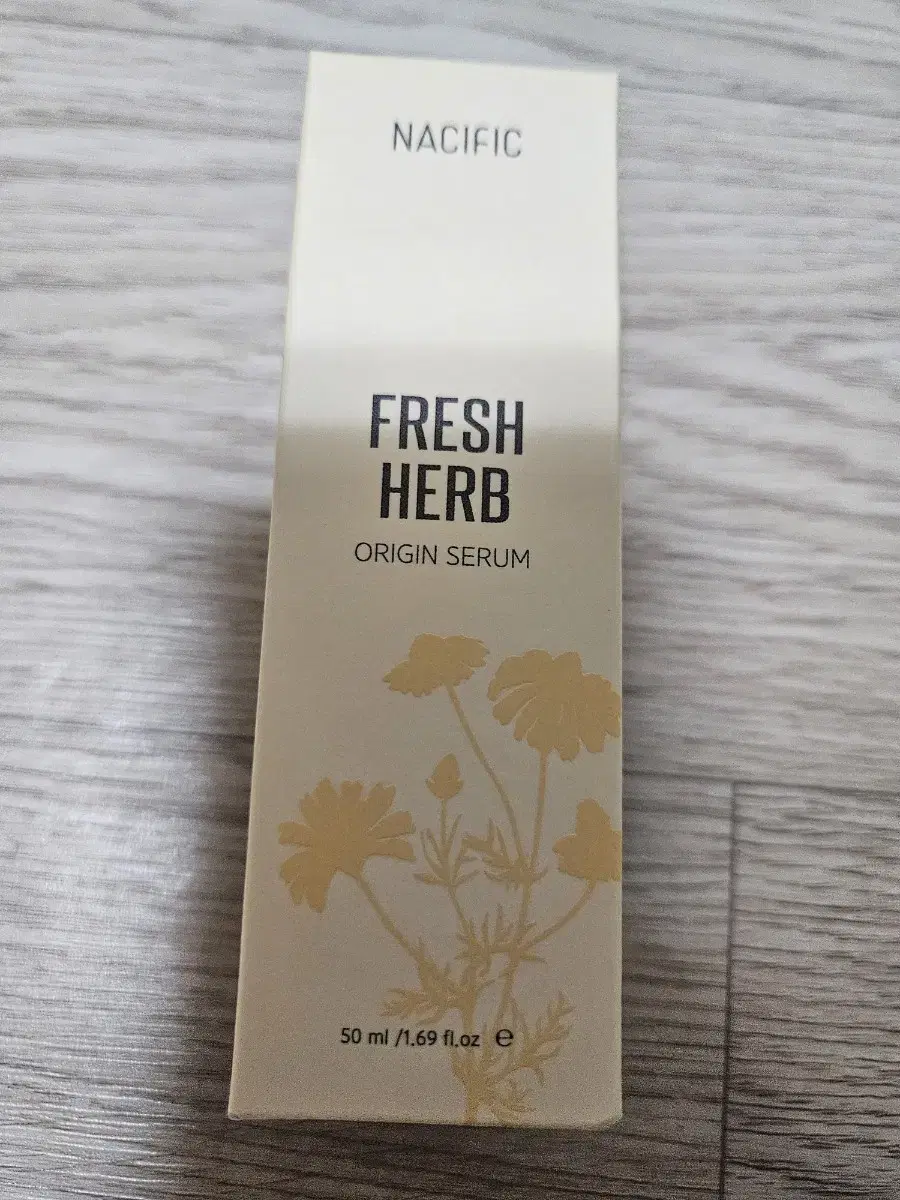 NACIFIC
FRESH
HERB
ORIGIN SERUM
50 ml /1.69 fl.oz ℮